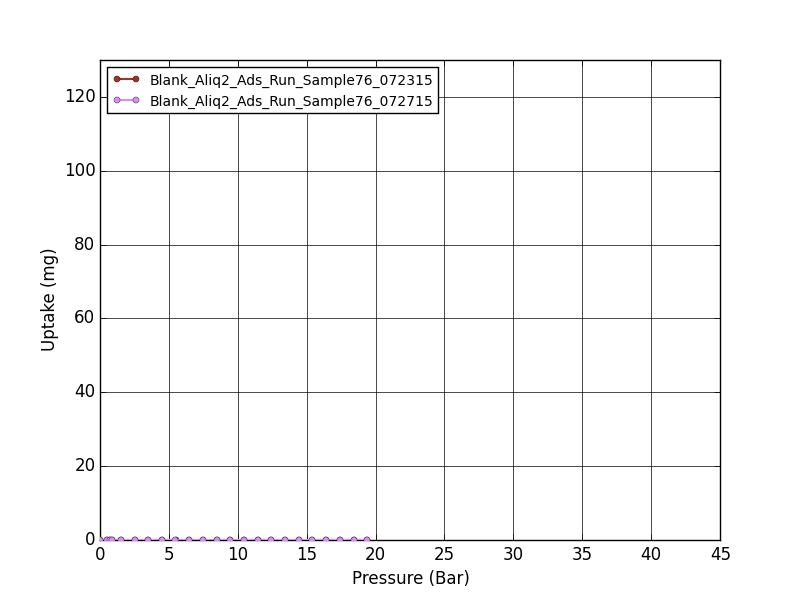 Blank_Aliq2_Ads_Run_Sample76_072315
Blank_Aliq2_Ads_Run_Sample76_072715
120
100
80
60
40
20
0
Uptake (mg)
0 5 10 15 20 25 30 35 40 45
Pressure (Bar)